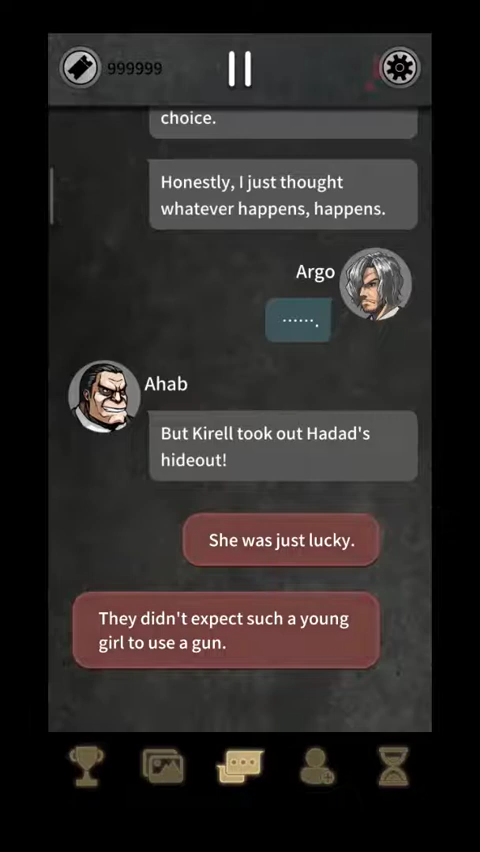 999999
choice.
Honestly, I just thought
whatever happens, happens.
Argo
·······.
Ahab
But Kirell took out Hadad's
hideout!
She was just lucky.
They didn't expect such a young
girl to use a gun.